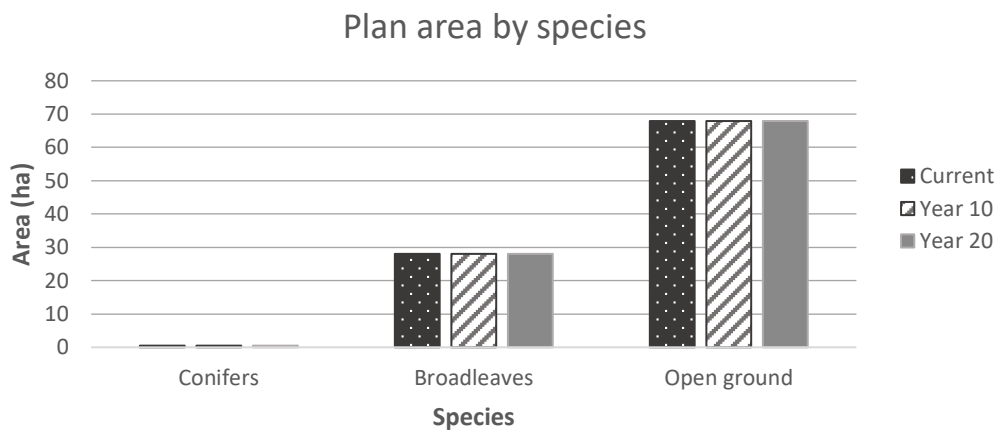 Plan area by species
80
70
60
50
40
30
20
10
0
Area (ha)
Conifers
Broadleaves
Open ground
Species
Current
Year 10
Year 20